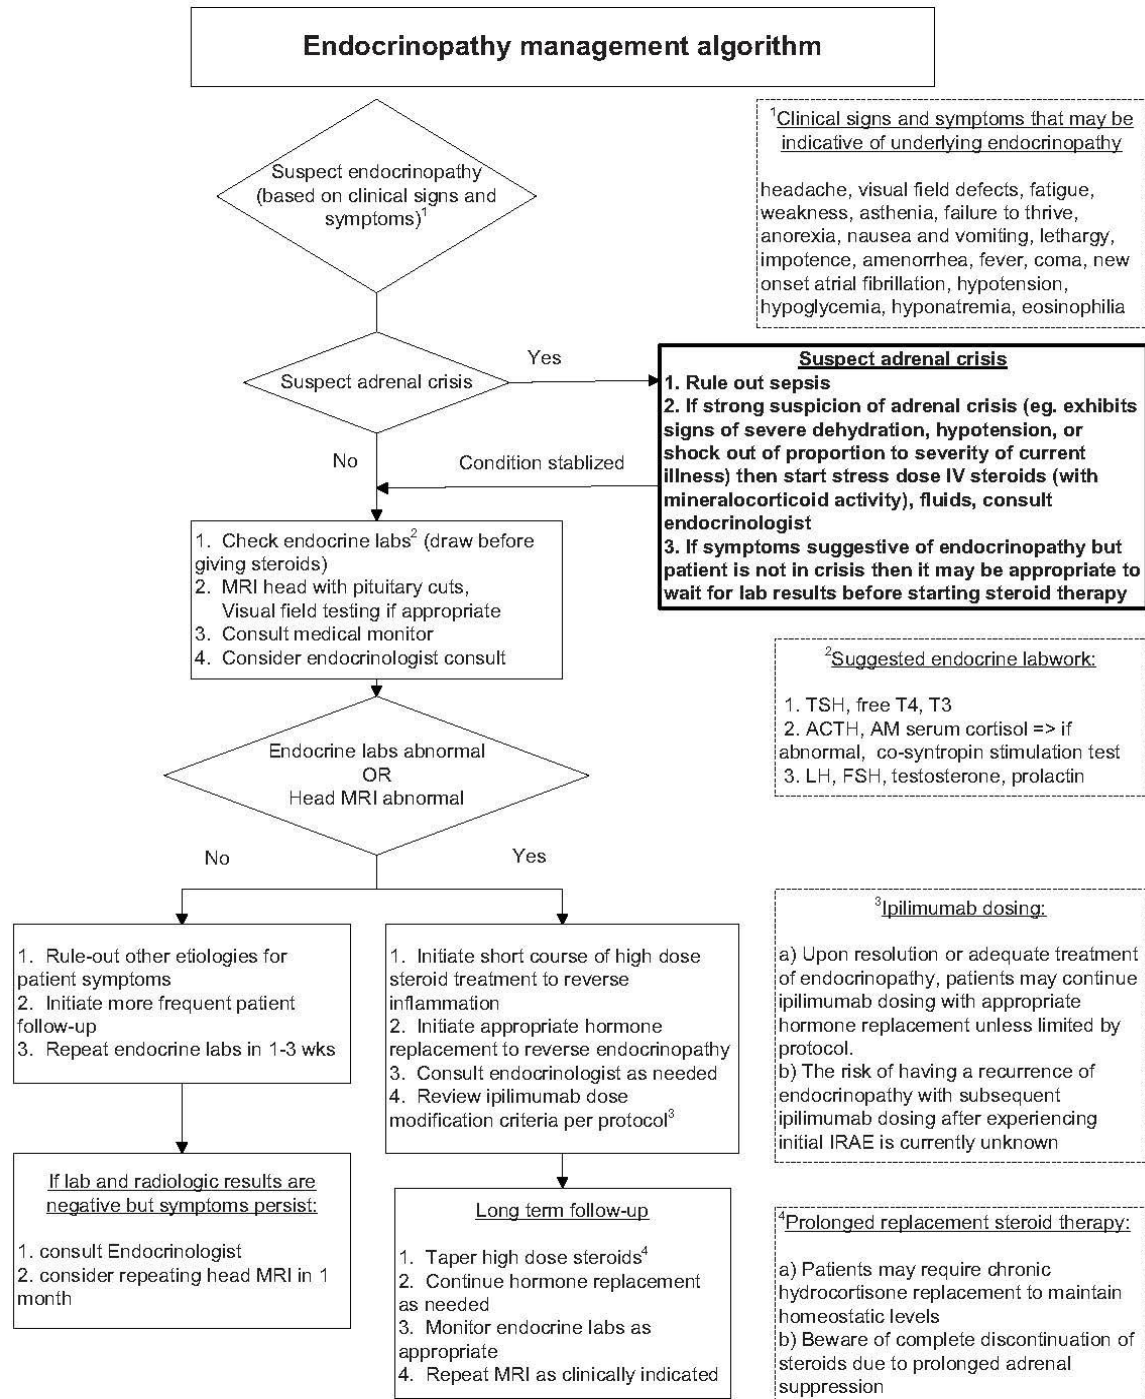 Endocrinopathy management algorithm
Suspect endocrinopathy
(based on clinical signs and
symptoms)1
1Clinical signs and symptoms that may be
indicative of underlying endocrinopathy
headache, visual field defects, fatigue,
weakness, asthenia, failure to thrive,
anorexia, nausea and vomiting, lethargy,
impotence, amenorrhea, fever, coma, new
onset atrial fibrillation, hypotension,
hypoglycemia, hyponatremia, eosinophilia
Suspect adrenal crisis
Yes
Suspect adrenal crisis
1. Rule out sepsis
2. If strong suspicion of adrenal crisis (eg. exhibits
signs of severe dehydration, hypotension, or
shock out of proportion to severity of current
illness) then start stress dose IV steroids (with
mineralocorticoid activity), fluids, consult
endocrinologist
3. If symptoms suggestive of endocrinopathy but
patient is not in crisis then it may be appropriate to
wait for lab results before starting steroid therapy
No
Condition stablized
1. Check endocrine labs2 (draw before
giving steroids)
2. MRI head with pituitary cuts,
Visual field testing if appropriate
3. Consult medical monitor
4. Consider endocrinologist consult
2Suggested endocrine labwork:
1. TSH, free T4, T3
2. ACTH, AM serum cortisol => if
abnormal, co-syntropin stimulation test
3. LH, FSH, testosterone, prolactin
Endocrine labs abnormal
OR
Head MRI abnormal
No
Yes
1. Rule-out other etiologies for
patient symptoms
2. Initiate more frequent patient
follow-up
3. Repeat endocrine labs in 1-3 wks
1. Initiate short course of high dose
steroid treatment to reverse
inflammation
2. Initiate appropriate hormone
replacement to reverse endocrinopathy
3. Consult endocrinologist as needed
4. Review ipilimumab dose
modification criteria per protocol3
3Ipilimumab dosing:
a) Upon resolution or adequate treatment
of endocrinopathy, patients may continue
ipilimumab dosing with appropriate
hormone replacement unless limited by
protocol.
b) The risk of having a recurrence of
endocrinopathy with subsequent
ipilimumab dosing after experiencing
initial IRAE is currently unknown
If lab and radiologic results are
negative but symptoms persist:
1. consult Endocrinologist
2. consider repeating head MRI in 1
month
Long term follow-up
1. Taper high dose steroids4
2. Continue hormone replacement
as needed
3. Monitor endocrine labs as
appropriate
4. Repeat MRI as clinically indicated
4Prolonged replacement steroid therapy:
a) Patients may require chronic
hydrocortisone replacement to maintain
homeostatic levels
b) Beware of complete discontinuation of
steroids due to prolonged adrenal
suppression